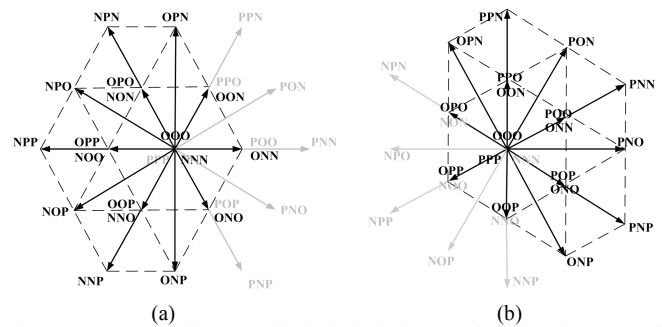 NPN OPN PPN
NPO OPO PPO PON
NON OON
OOO
NPP OPP PPP NNN POO PNN
NOO ONN
NOP OOP POP PNO
NNO ONO
NNP ONP PNP
(a)
PPN
OPN PON
NPN PPO PNN
OON
OPO POO
NON OOO ONN
NPO PPP NNN PNO
OPP POP
NOO ONO
NPP OOP PNP
NNO
NOP ONP
NNP
(b)